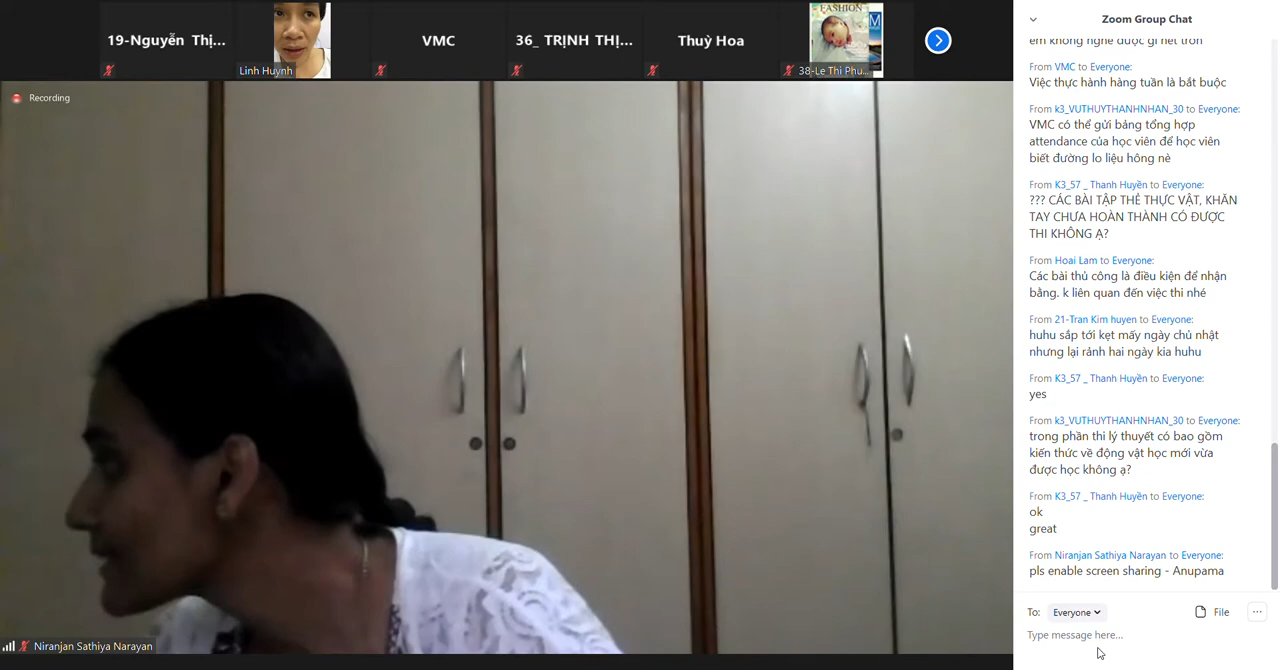 19-Nguyễn Thị...
Linh Huynh
VMC
36_ TRỊNH THỊ...
Thuỳ Hoa
FASHION
M
38-Le Thi Phu...
Recording
Niranjan Sathiya Narayan
Zoom Group Chat
em không nghe được gì hết trơn
From VMC to Everyone:
Việc thực hành hàng tuần là bắt buộc
From k3_VUTHUYTHANHNHAN_30 to Everyone:
VMC có thể gửi bảng tổng hợp
attendance của học viên để học viên
biết đường lo liệu hông nè
From K3_57 _ Thanh Huyền to Everyone:
??? CÁC BÀI TẬP THẺ THỰC VẬT, KHĂN
TAY CHƯA HOÀN THÀNH CÓ ĐƯỢC
THI KHÔNG Ạ?
From Hoai Lam to Everyone:
Các bài thủ công là điều kiện để nhận
bằng. k liên quan đến việc thi nhé
From 21-Tran Kim huyen to Everyone:
huhu sắp tới kẹt mấy ngày chủ nhật
nhưng lại rảnh hai ngày kia huhu
From K3_57 _ Thanh Huyền to Everyone:
yes
From k3_VUTHUYTHANHNHAN_30 to Everyone:
trong phần thi lý thuyết có bao gồm
kiến thức về động vật học mới vừa
được học không ạ?
From K3_57 _ Thanh Huyền to Everyone:
ok
great
From Niranjan Sathiya Narayan to Everyone:
pls enable screen sharing - Anupama
To: Everyone
File
Type message here...